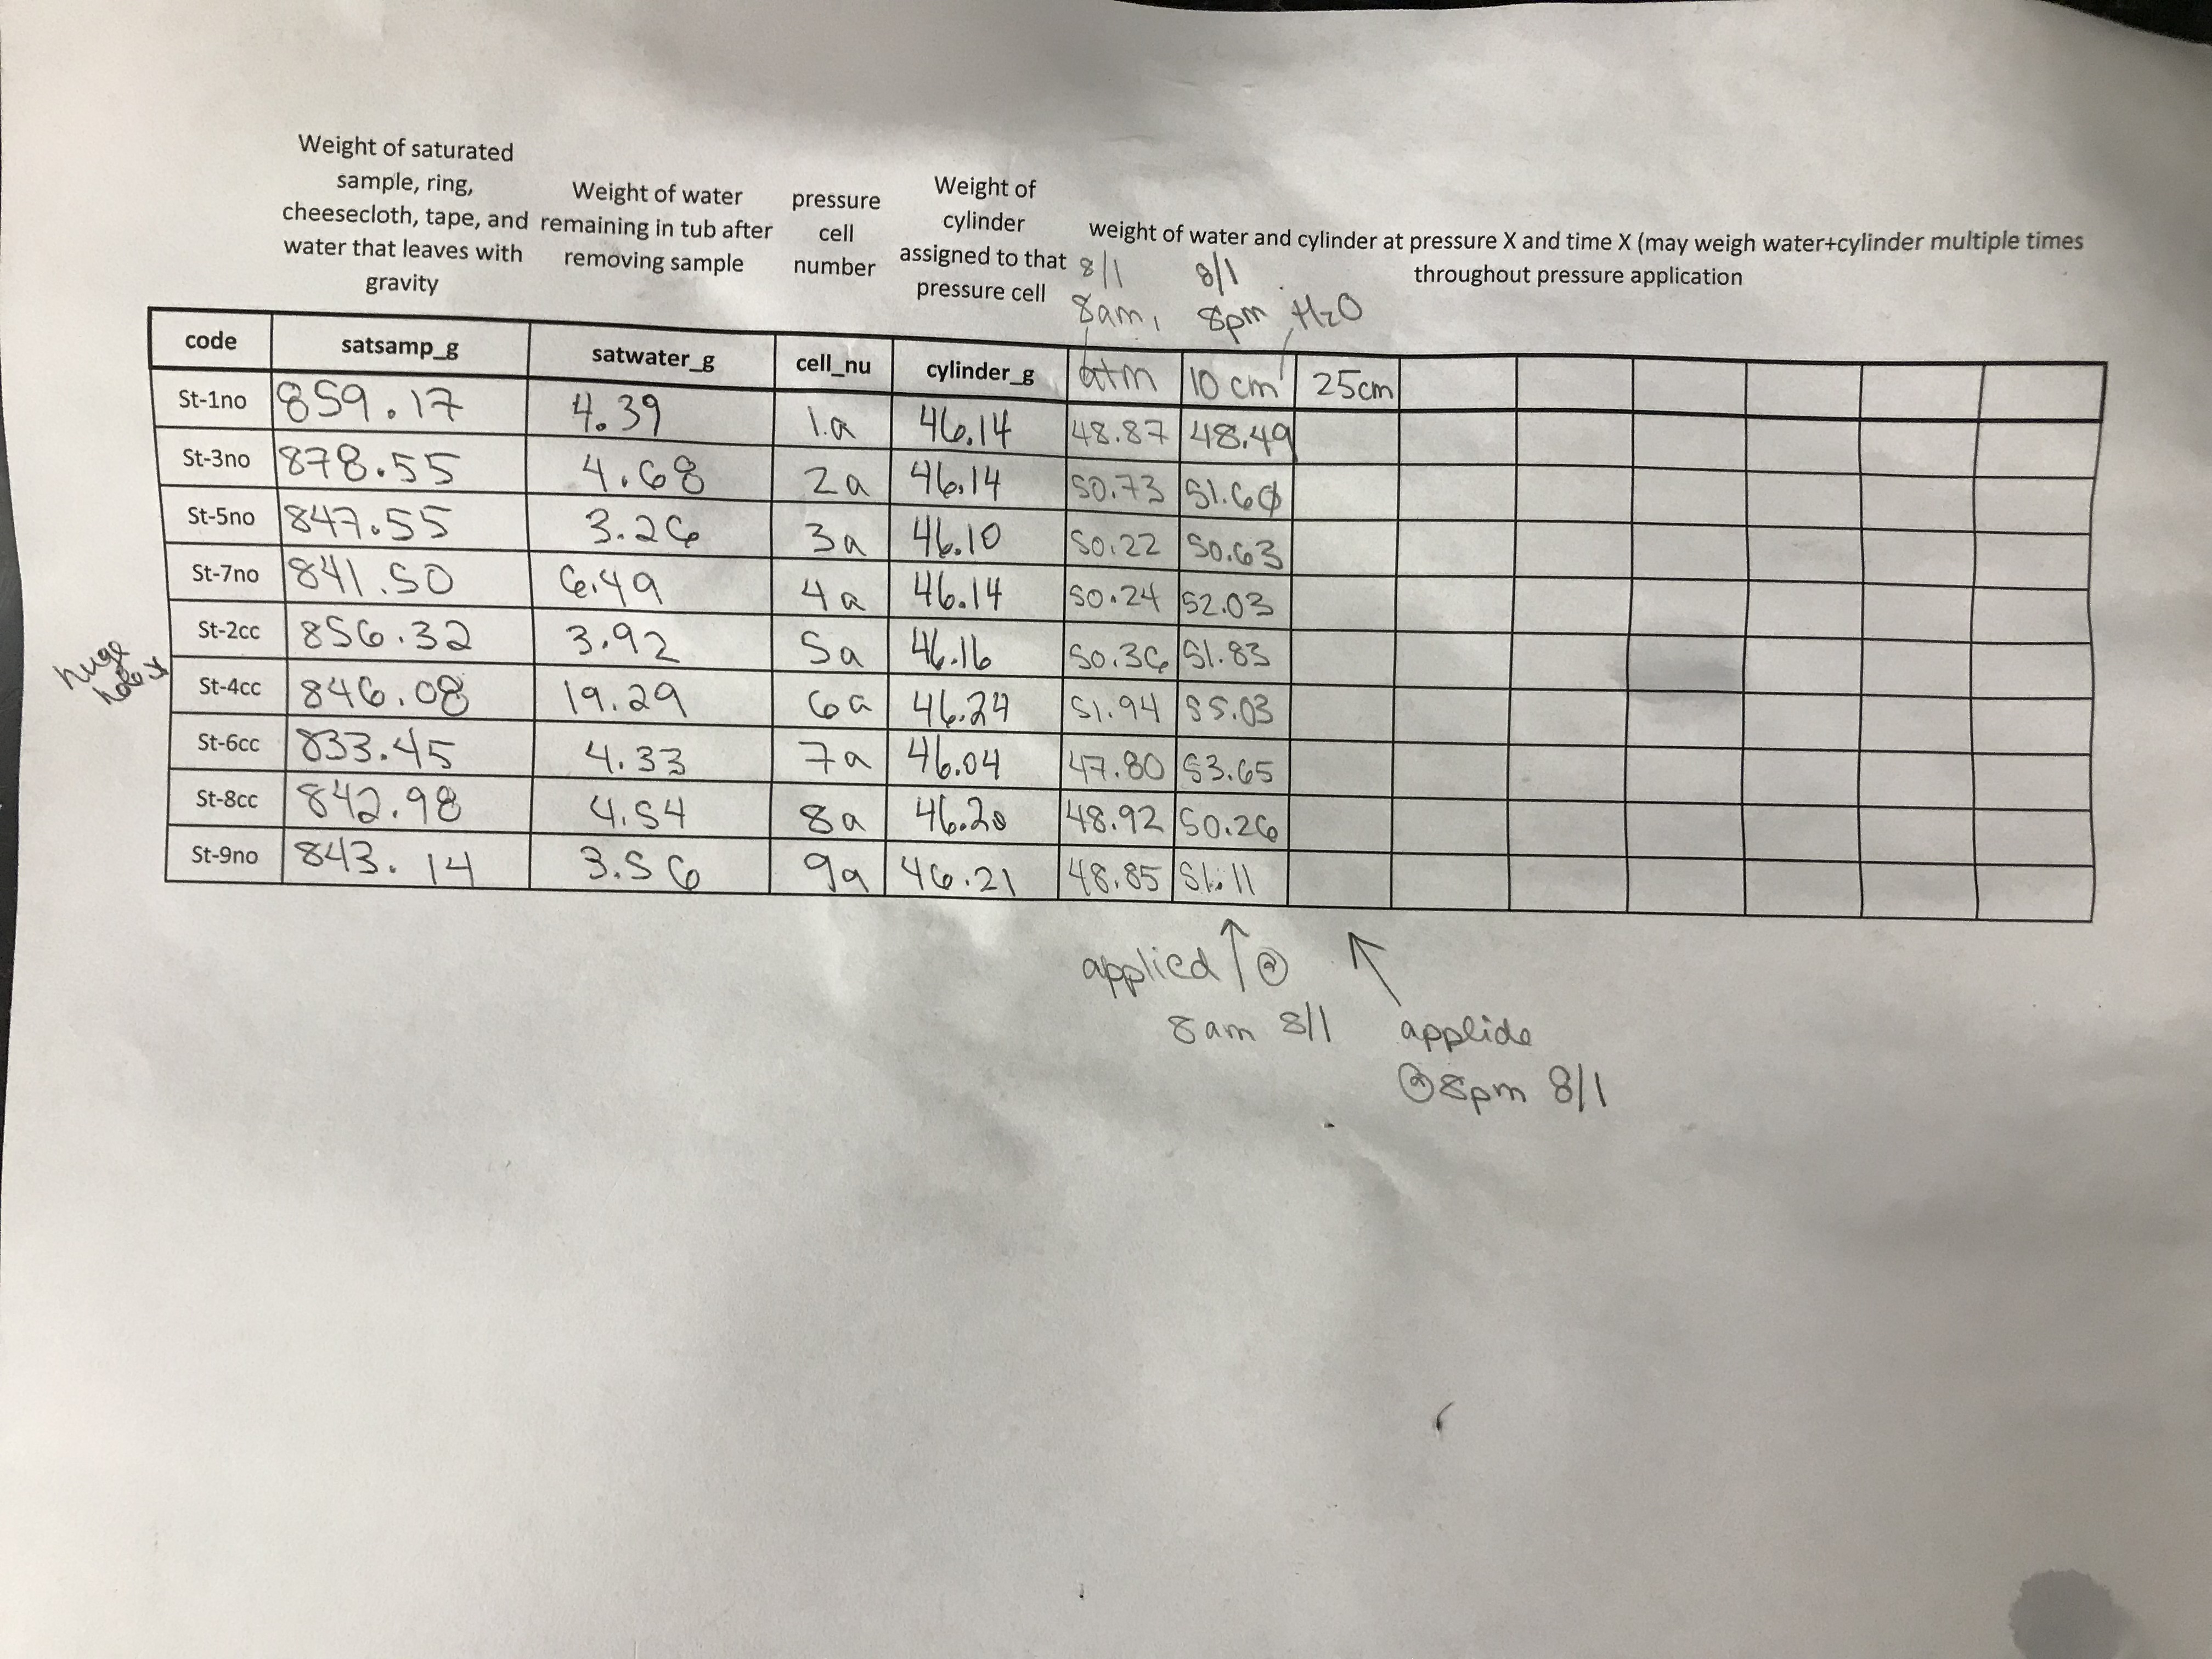 Weight of saturated
sample, ring,
cheesecloth, tape, and
water that leaves with
gravity
Weight of water
remaining in tub after
removing sample
pressure
cell
number
Weight of
cylinder
assigned to that
pressure cell
weight of water and cylinder at pressure X and time X (may weigh water+cylinder multiple times
throughout pressure application
8/1 8/1
8am, 8pm H2O
code satsamp_g satwater_g cell_nu cylinder_g atm 10 cm 25cm
St-1no 859.17 4.39 1a 46.14 48.87 48.49
St-3no 878.55 4.68 2a 46.14 50.73 51.60
St-5no 847.55 3.26 3a 46.10 50.22 50.63
St-7no 841.50 6.49 4a 46.14 50.24 52.03
St-2cc 856.32 3.92 5a 46.16 50.36 51.83
huge
hole
St-4cc 846.08 19.29 6a 46.24 51.94 55.03
St-6cc 833.45 4.33 7a 46.04 47.80 53.65
St-8cc 842.98 4.54 8a 46.20 48.92 50.26
St-9no 843.14 3.56 9a 46.21 48.85 51.11
applied @
8am 8/1
applide
@8pm 8/1